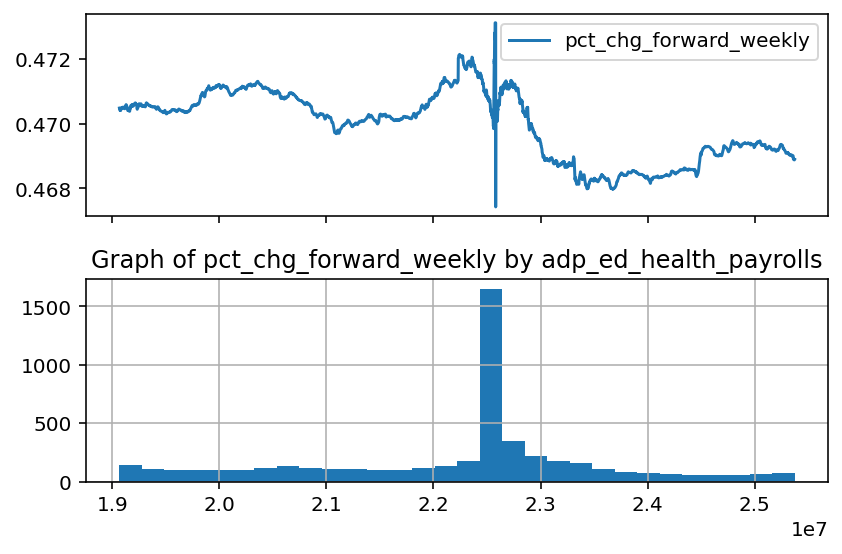 pct_chg_forward_weekly
0.472
0.470
0.468
Graph of pct_chg_forward_weekly by adp_ed_health_payrolls
1500
1000
500
0
1.9 2.0 2.1 2.2 2.3 2.4 2.5
1e7